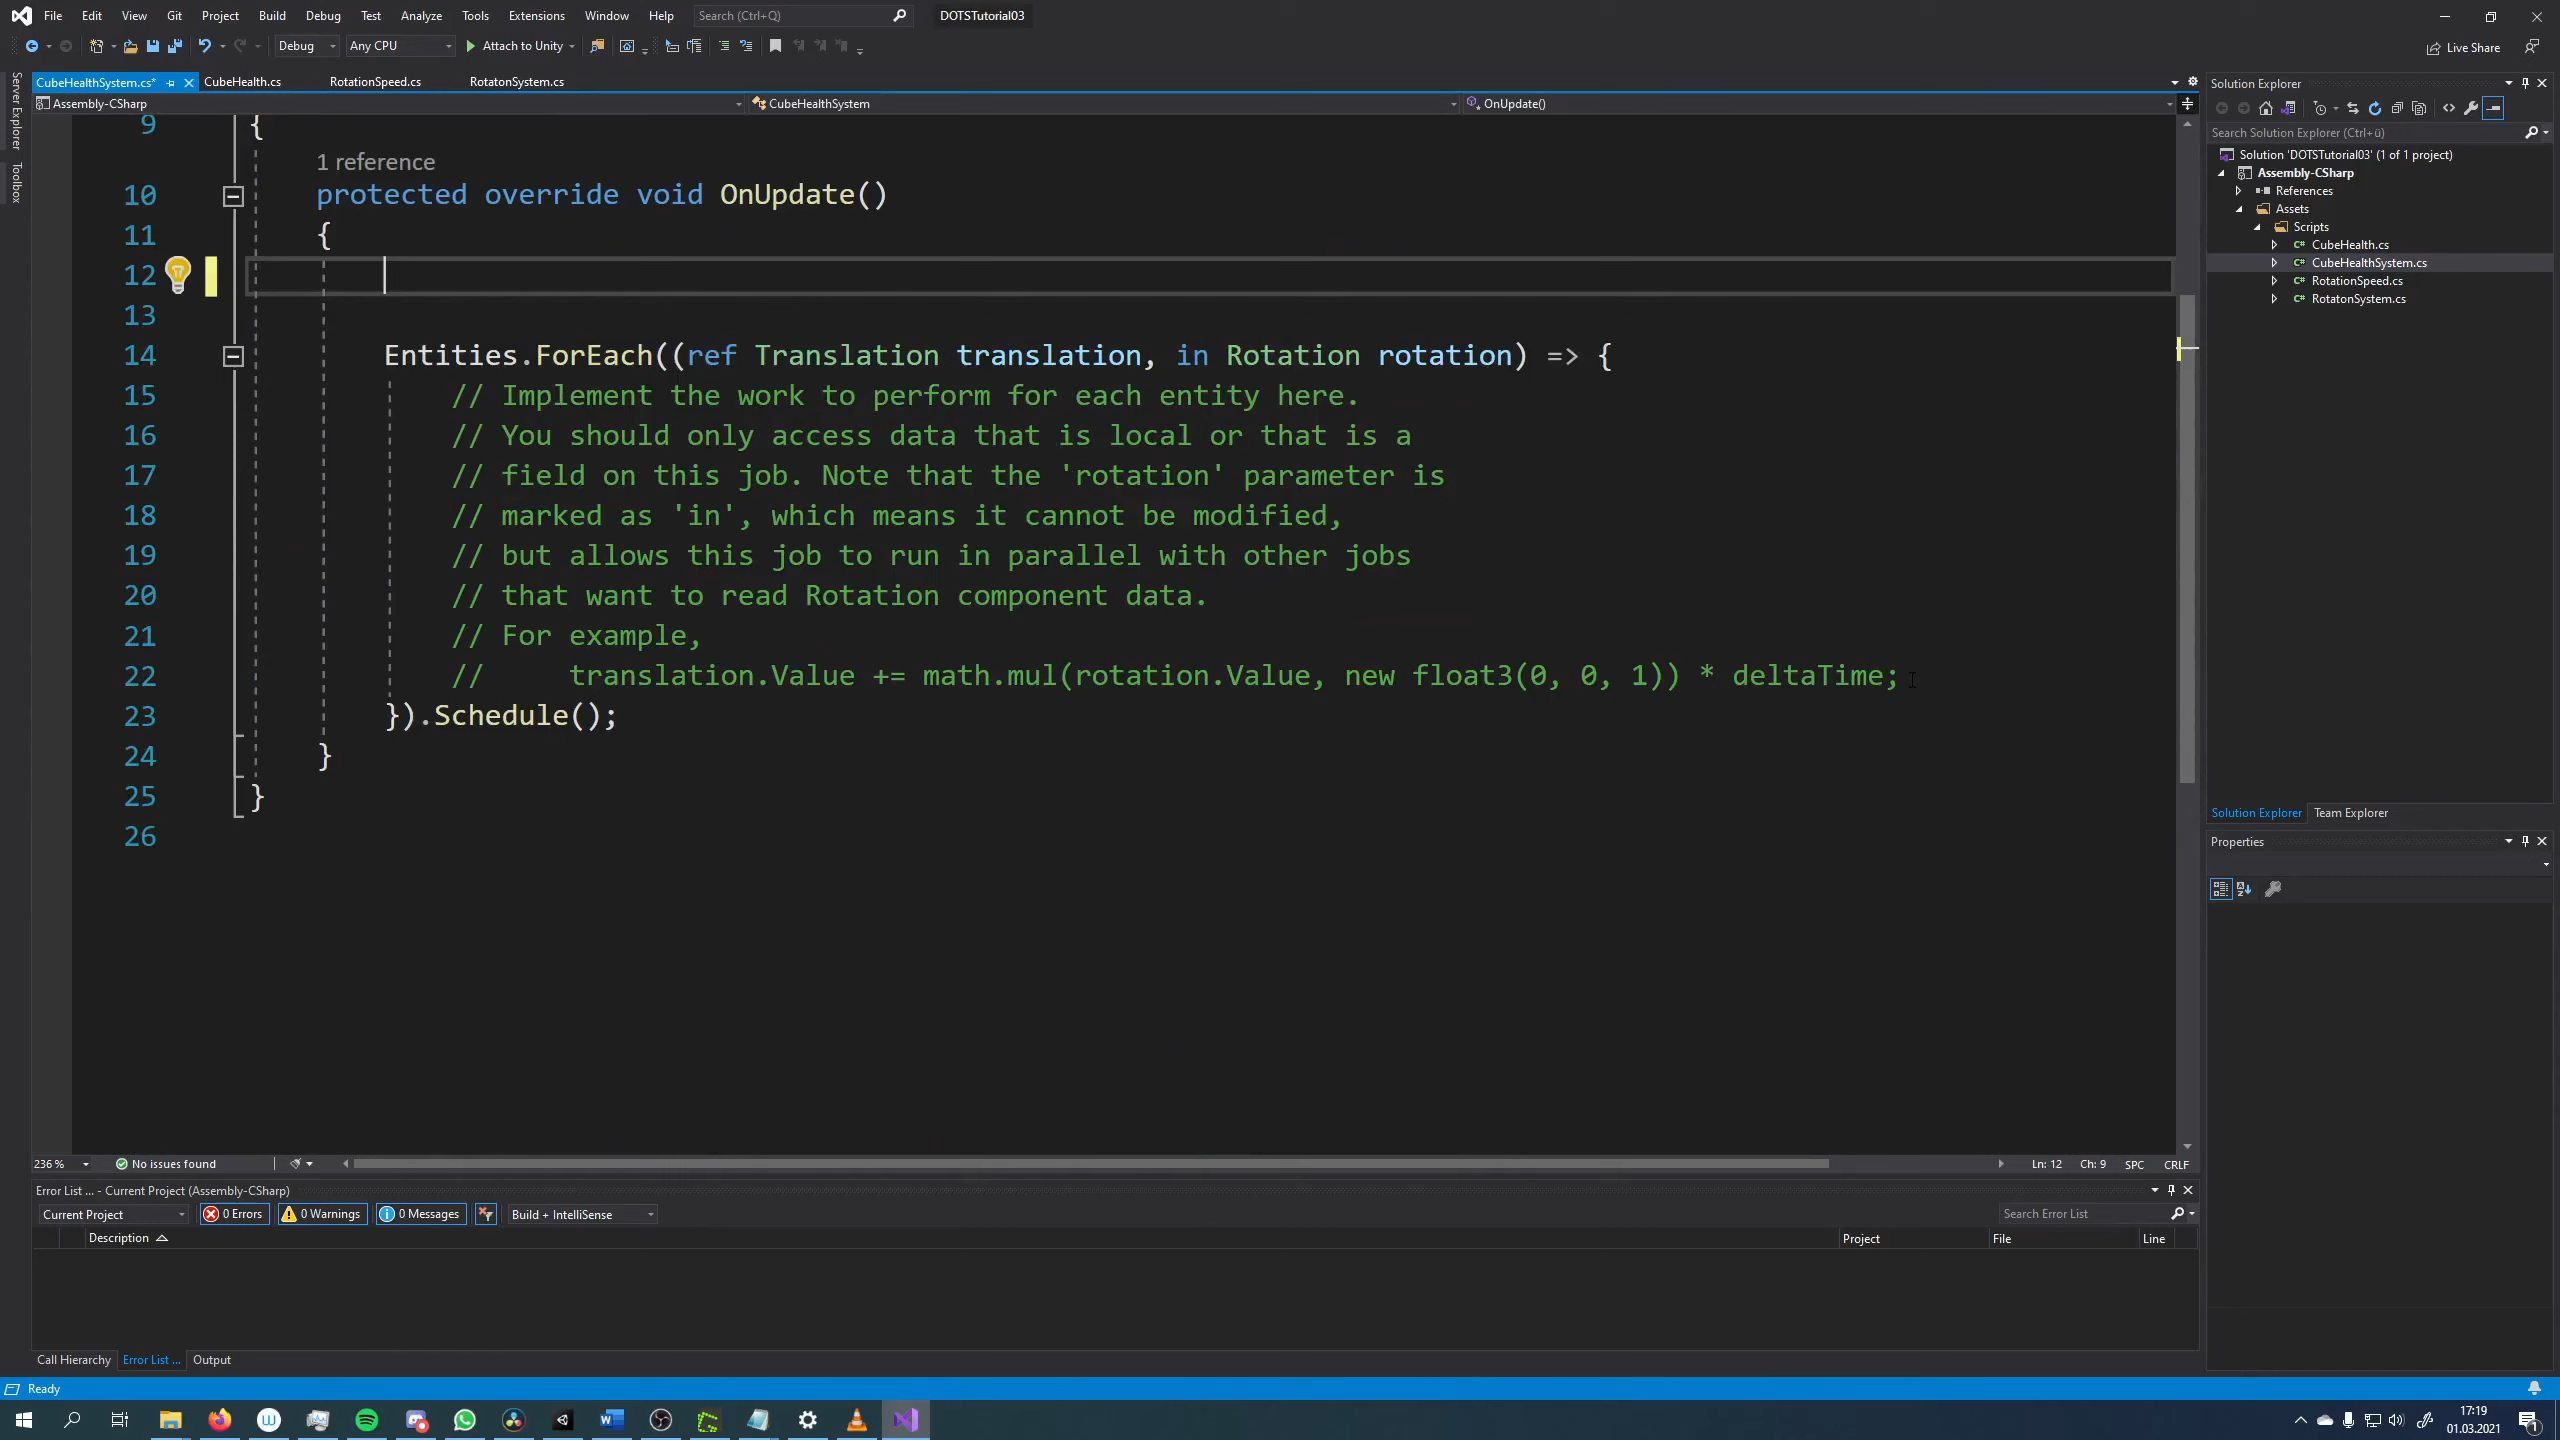 File Edit View Git Project Build Debug Test Analyze Tools Extensions Window Help Search (Ctrl+Q) DOTSTutorial03
Debug Any CPU Attach to Unity Live Share
Server Explorer
Toolbox
CubeHealthSystem.cs* CubeHealth.cs RotationSpeed.cs RotatonSystem.cs
Assembly-CSharp CubeHealthSystem OnUpdate()
9 {
1 reference
10 protected override void OnUpdate()
11 {
12
13
14 Entities.ForEach((ref Translation translation, in Rotation rotation) => {
15 // Implement the work to perform for each entity here.
16 // You should only access data that is local or that is a
17 // field on this job. Note that the 'rotation' parameter is
18 // marked as 'in', which means it cannot be modified,
19 // but allows this job to run in parallel with other jobs
20 // that want to read Rotation component data.
21 // For example,
22 //     translation.Value += math.mul(rotation.Value, new float3(0, 0, 1)) * deltaTime;
23 }).Schedule();
24 }
25 }
26
236 % No issues found Ln: 12 Ch: 9 SPC CRLF
Error List ... - Current Project (Assembly-CSharp)
Current Project 0 Errors 0 Warnings 0 Messages Build + IntelliSense Search Error List
Description Project File Line
Call Hierarchy Error List ... Output
Solution Explorer
Search Solution Explorer (Ctrl+ü)
Solution 'DOTSTutorial03' (1 of 1 project)
Assembly-CSharp
References
Assets
Scripts
C# CubeHealth.cs
C# CubeHealthSystem.cs
C# RotationSpeed.cs
C# RotatonSystem.cs
Solution Explorer Team Explorer
Properties
Ready
17:19
01.03.2021
1